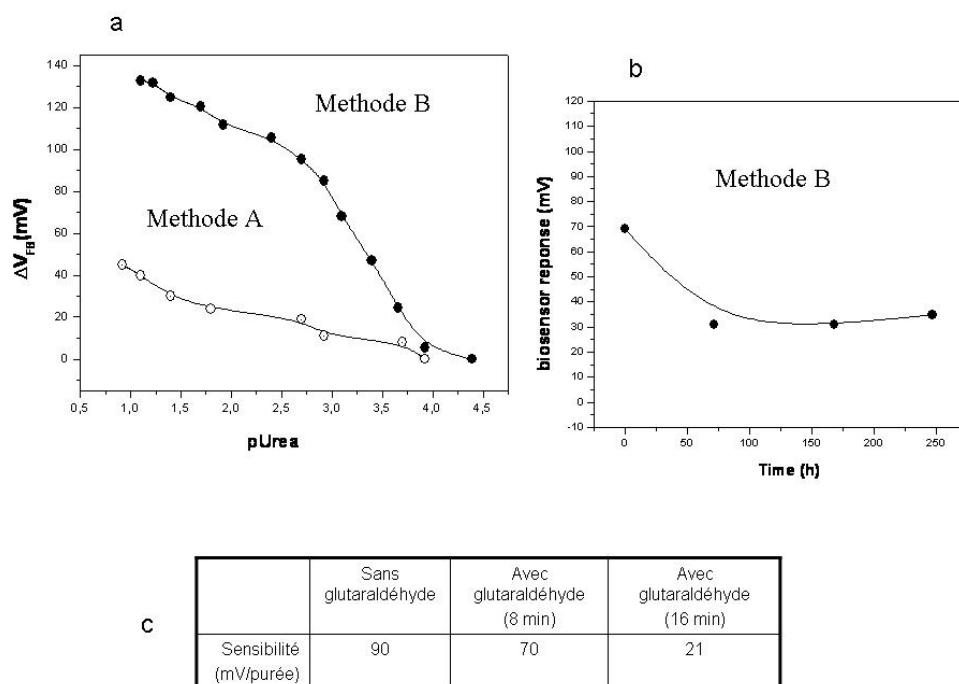 a
140
120
100
80
60
40
20
0
ΔV_FB(mV)
Methode B
Methode A
0,5 1,0 1,5 2,0 2,5 3,0 3,5 4,0 4,5
pUrea
b
120
110
100
90
80
70
60
50
40
30
20
10
0
-10
biosensor reponse (mV)
Methode B
0 50 100 150 200 250
Time (h)
c
Sans
glutaraldéhyde
Avec
glutaraldéhyde
(8 min)
Avec
glutaraldéhyde
(16 min)
Sensibilité
(mV/purée)
90
70
21